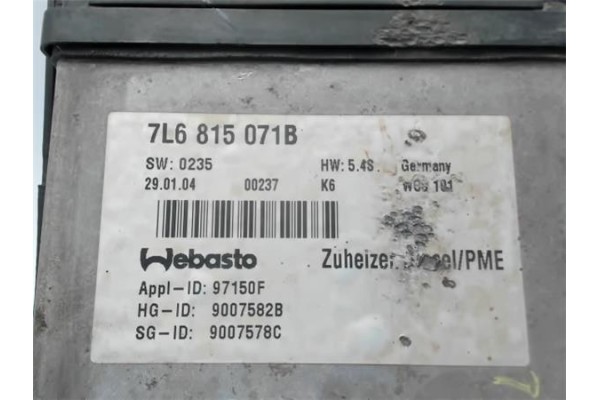 7L6 815 071B
SW: 0235 HW: 5.4S. Germany
29.01.04 00237 K6 101
Webasto /PME
Appl-ID: 97150F
HG-ID: 9007582B
SG-ID: 9007578C